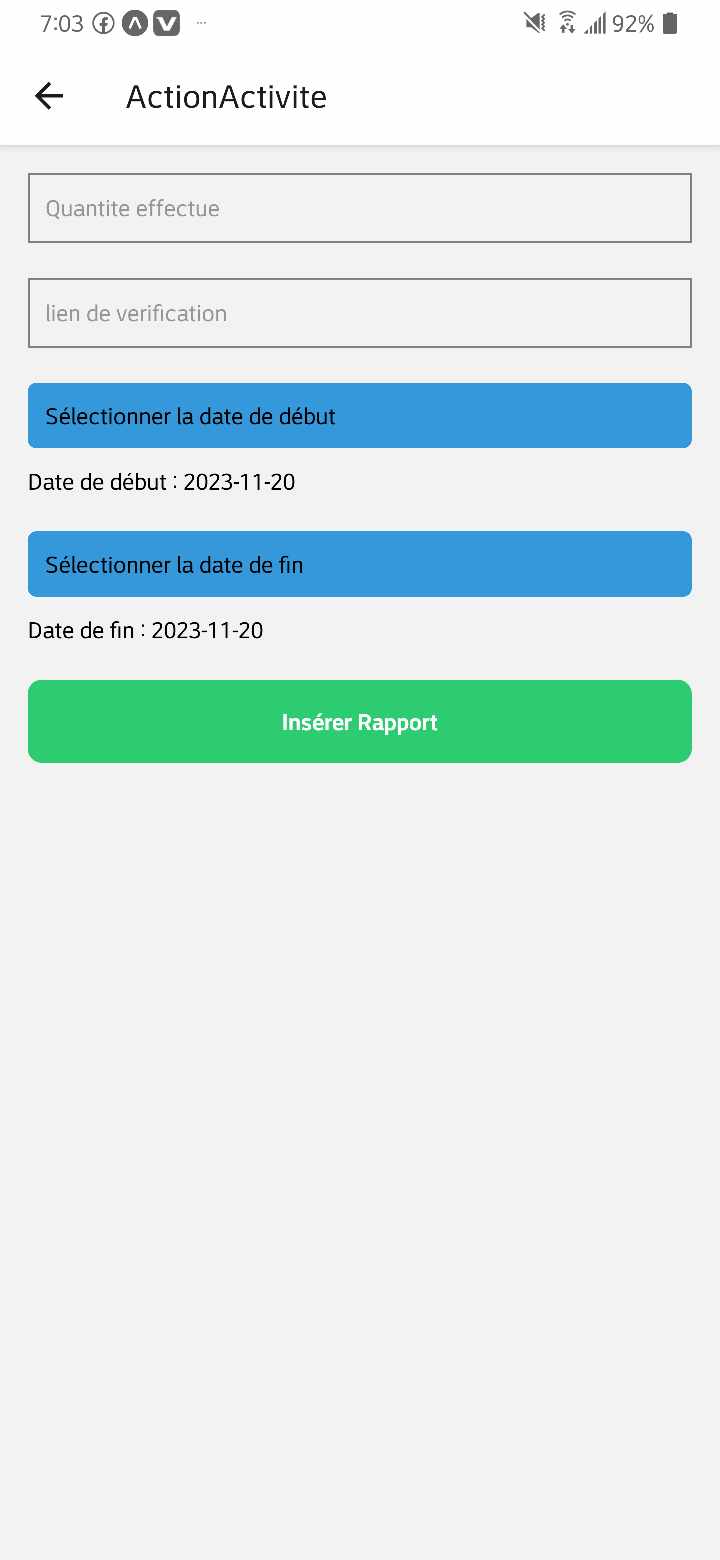 7:03 92%
ActionActivite
Quantite effectue
lien de verification
Sélectionner la date de début
Date de début : 2023-11-20
Sélectionner la date de fin
Date de fin : 2023-11-20
Insérer Rapport